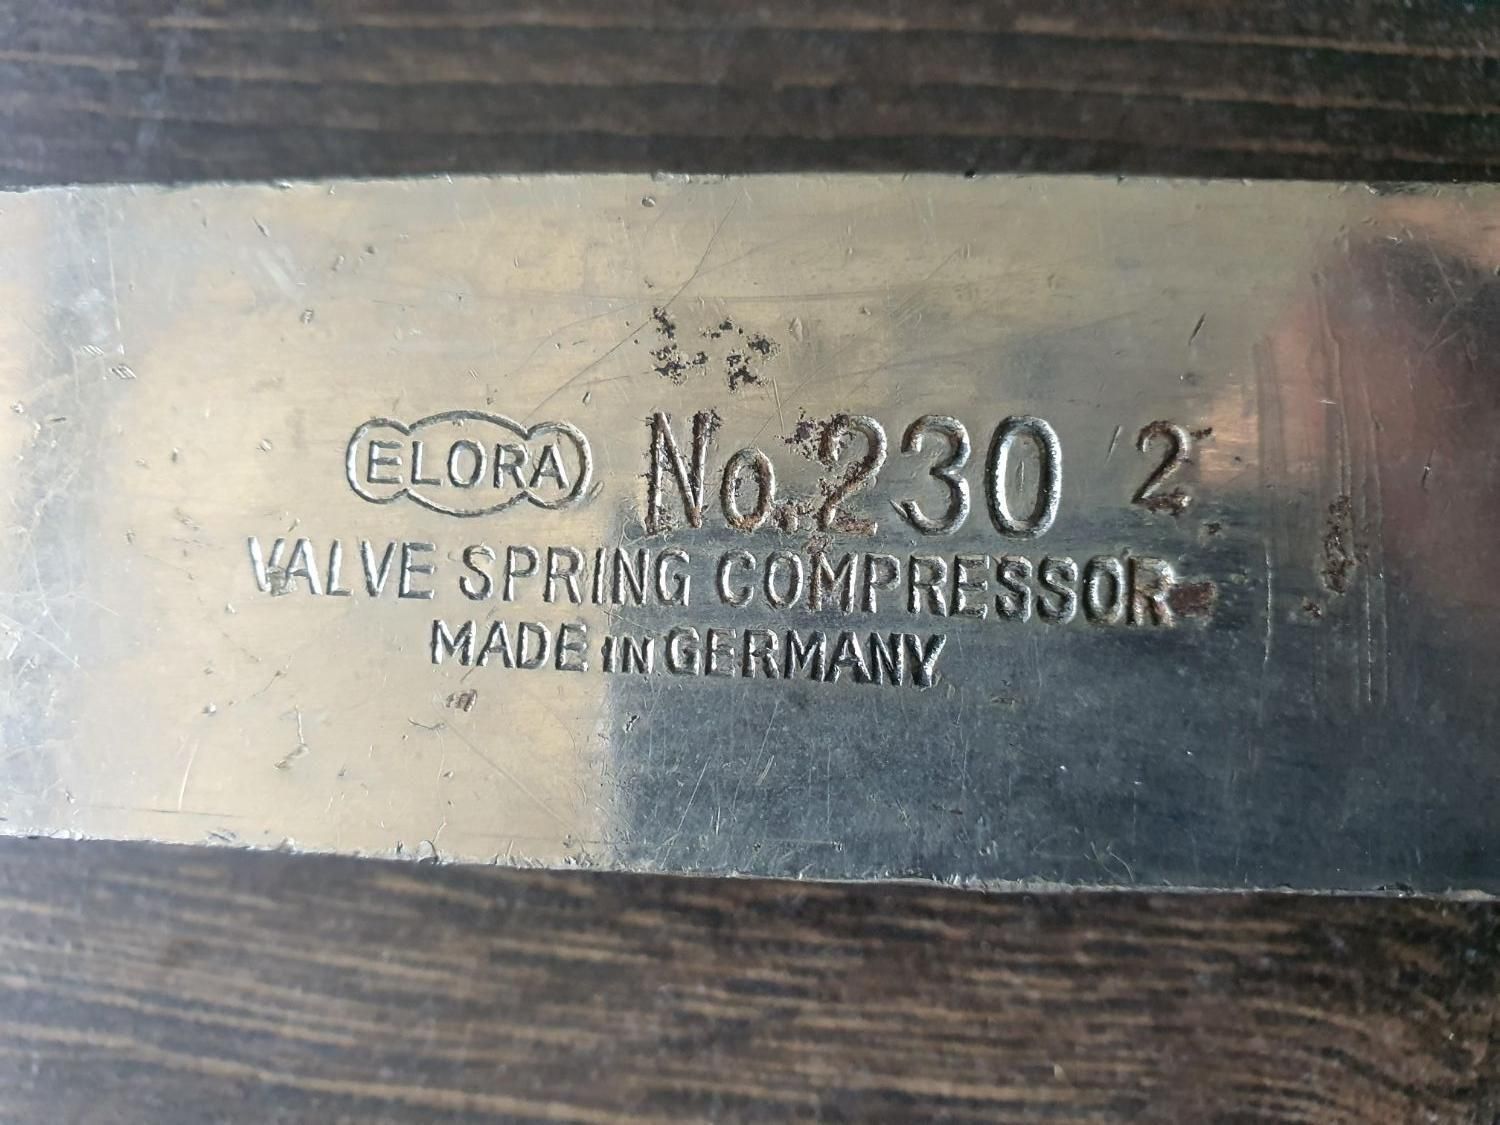 ELORA No. 230 2
VALVE SPRING COMPRESSOR
MADE IN GERMANY